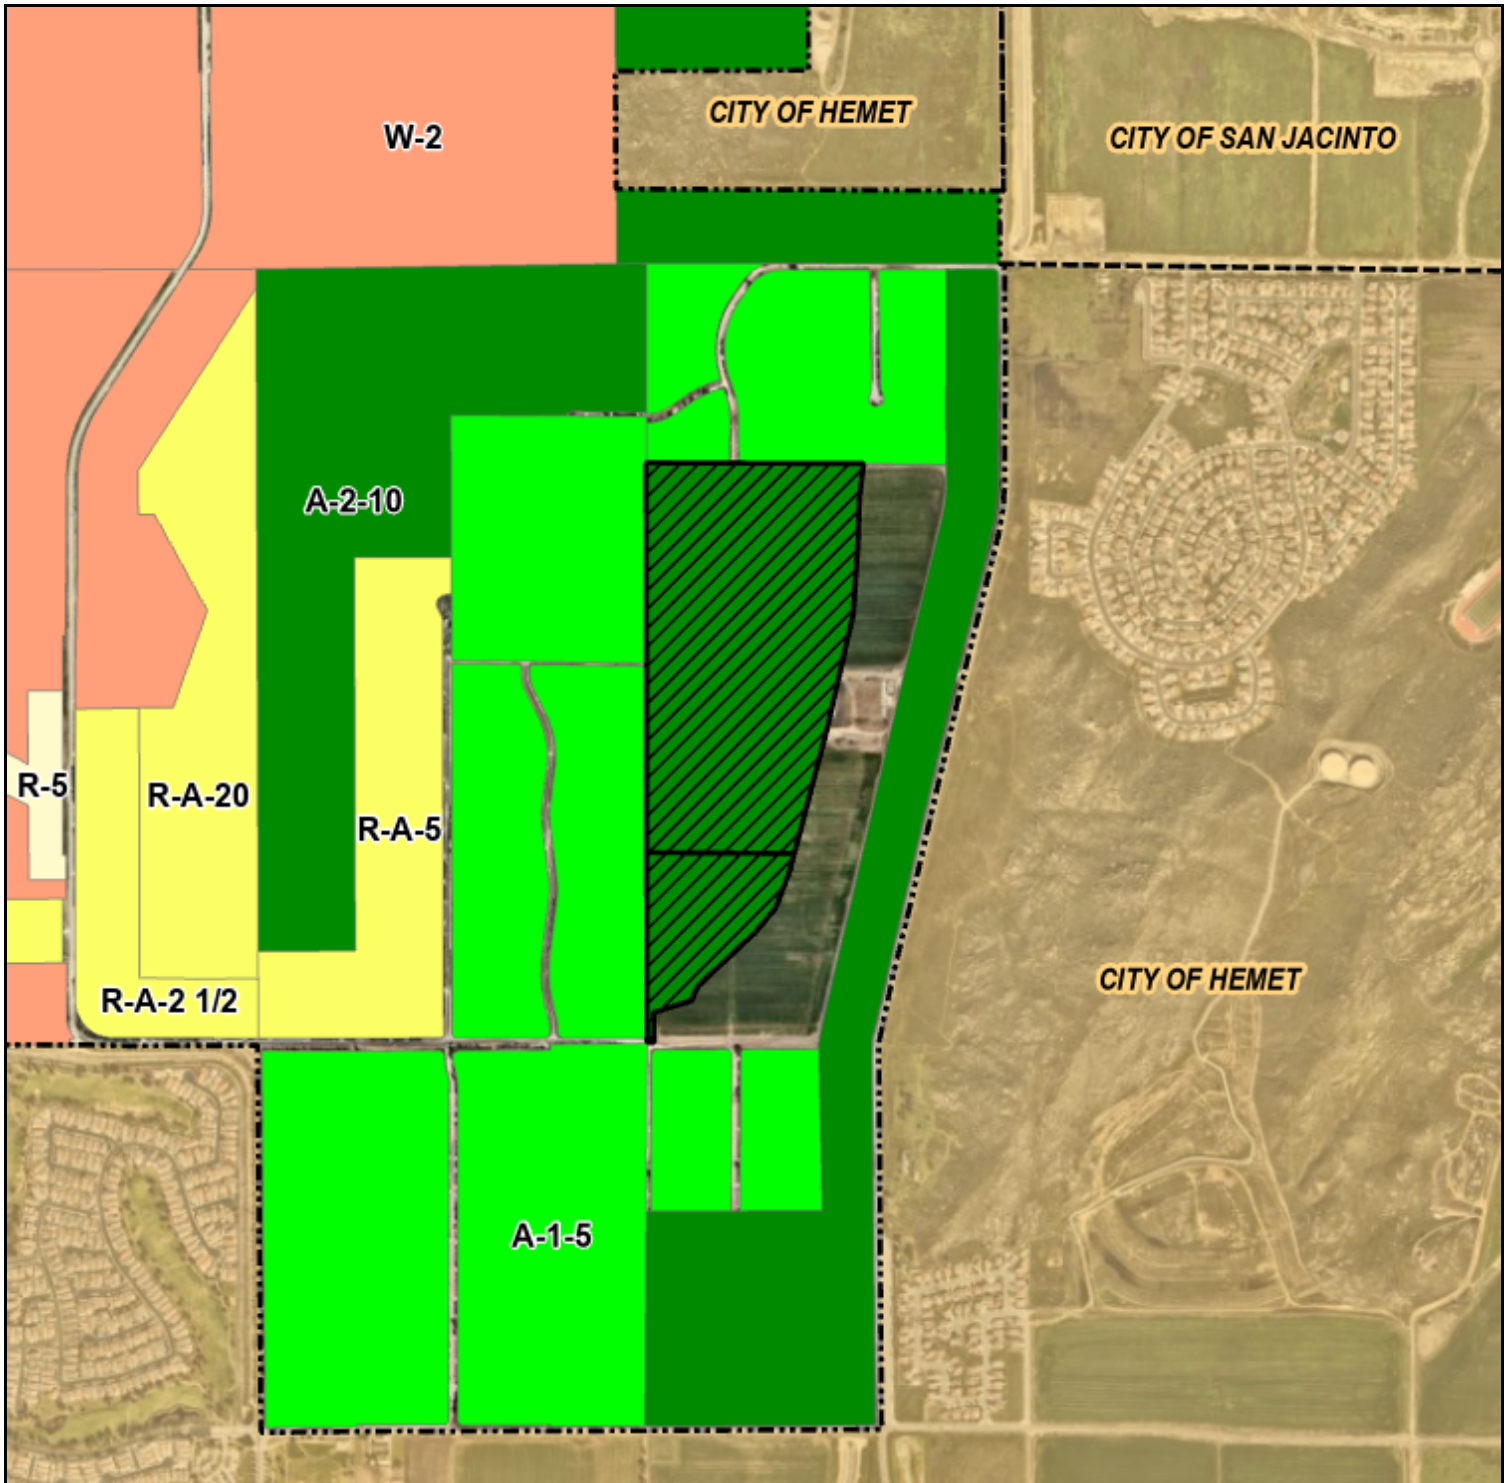 CITY OF HEMET
W-2
CITY OF SAN JACINTO
A-2-10
R-5
R-A-20
R-A-5
CITY OF HEMET
R-A-2 1/2
A-1-5